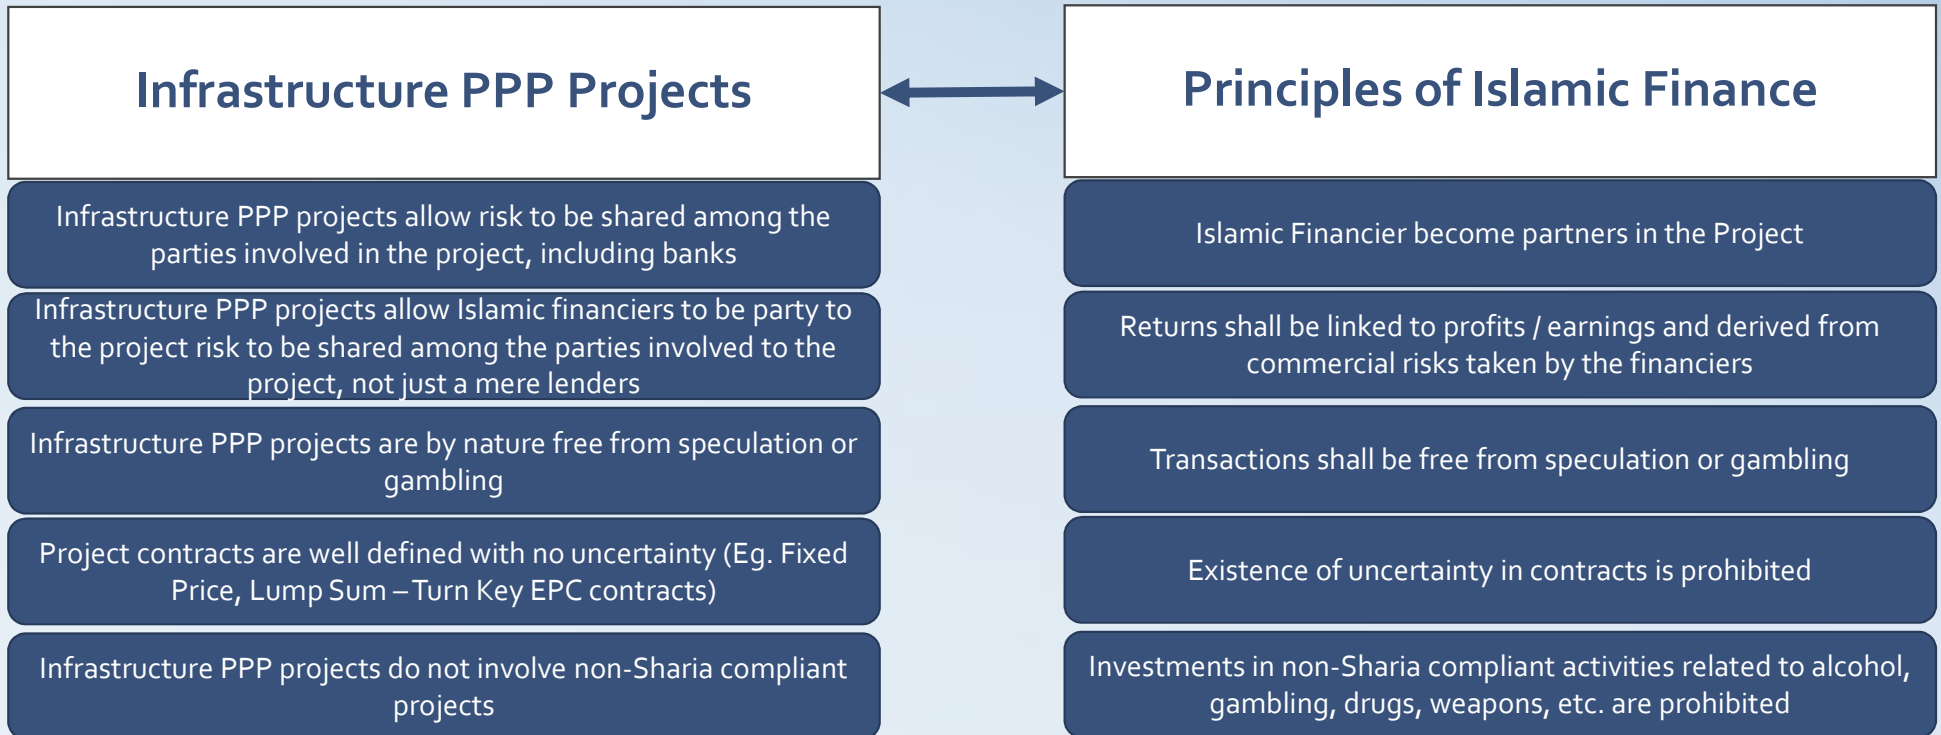 Infrastructure PPP Projects
Infrastructure PPP projects allow risk to be shared among the
parties involved in the project, including banks
Infrastructure PPP projects allow Islamic financiers to be party to
the project risk to be shared among the parties involved to the
project, not just a mere lenders
Infrastructure PPP projects are by nature free from speculation or
gambling
Project contracts are well defined with no uncertainty (Eg. Fixed
Price, Lump Sum – Turn Key EPC contracts)
Infrastructure PPP projects do not involve non-Sharia compliant
projects
Principles of Islamic Finance
Islamic Financier become partners in the Project
Returns shall be linked to profits / earnings and derived from
commercial risks taken by the financiers
Transactions shall be free from speculation or gambling
Existence of uncertainty in contracts is prohibited
Investments in non-Sharia compliant activities related to alcohol,
gambling, drugs, weapons, etc. are prohibited